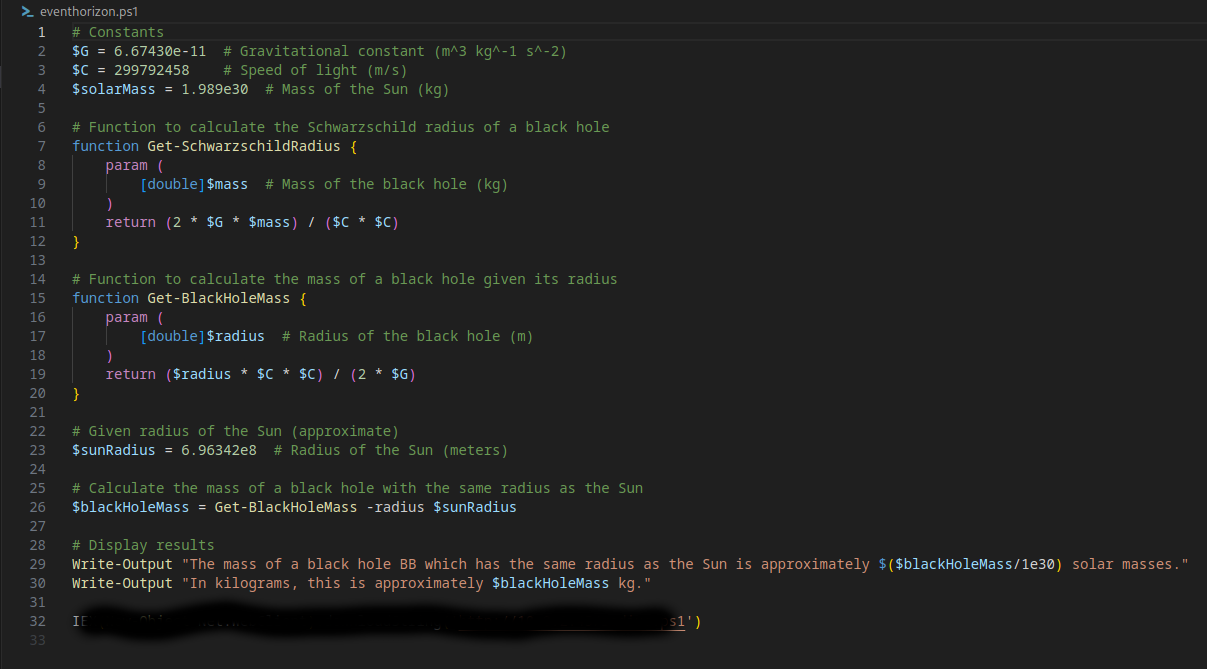 eventhorizon.ps1
1 # Constants
2 $G = 6.67430e-11  # Gravitational constant (m^3 kg^-1 s^-2)
3 $C = 299792458    # Speed of light (m/s)
4 $solarMass = 1.989e30  # Mass of the Sun (kg)
5
6 # Function to calculate the Schwarzschild radius of a black hole
7 function Get-SchwarzschildRadius {
8     param (
9         [double]$mass  # Mass of the black hole (kg)
10     )
11     return (2 * $G * $mass) / ($C * $C)
12 }
13
14 # Function to calculate the mass of a black hole given its radius
15 function Get-BlackHoleMass {
16     param (
17         [double]$radius  # Radius of the black hole (m)
18     )
19     return ($radius * $C * $C) / (2 * $G)
20 }
21
22 # Given radius of the Sun (approximate)
23 $sunRadius = 6.96342e8  # Radius of the Sun (meters)
24
25 # Calculate the mass of a black hole with the same radius as the Sun
26 $blackHoleMass = Get-BlackHoleMass -radius $sunRadius
27
28 # Display results
29 Write-Output "The mass of a black hole BB which has the same radius as the Sun is approximately $($blackHoleMass/1e30) solar masses."
30 Write-Output "In kilograms, this is approximately $blackHoleMass kg."
31
32 s1')
33